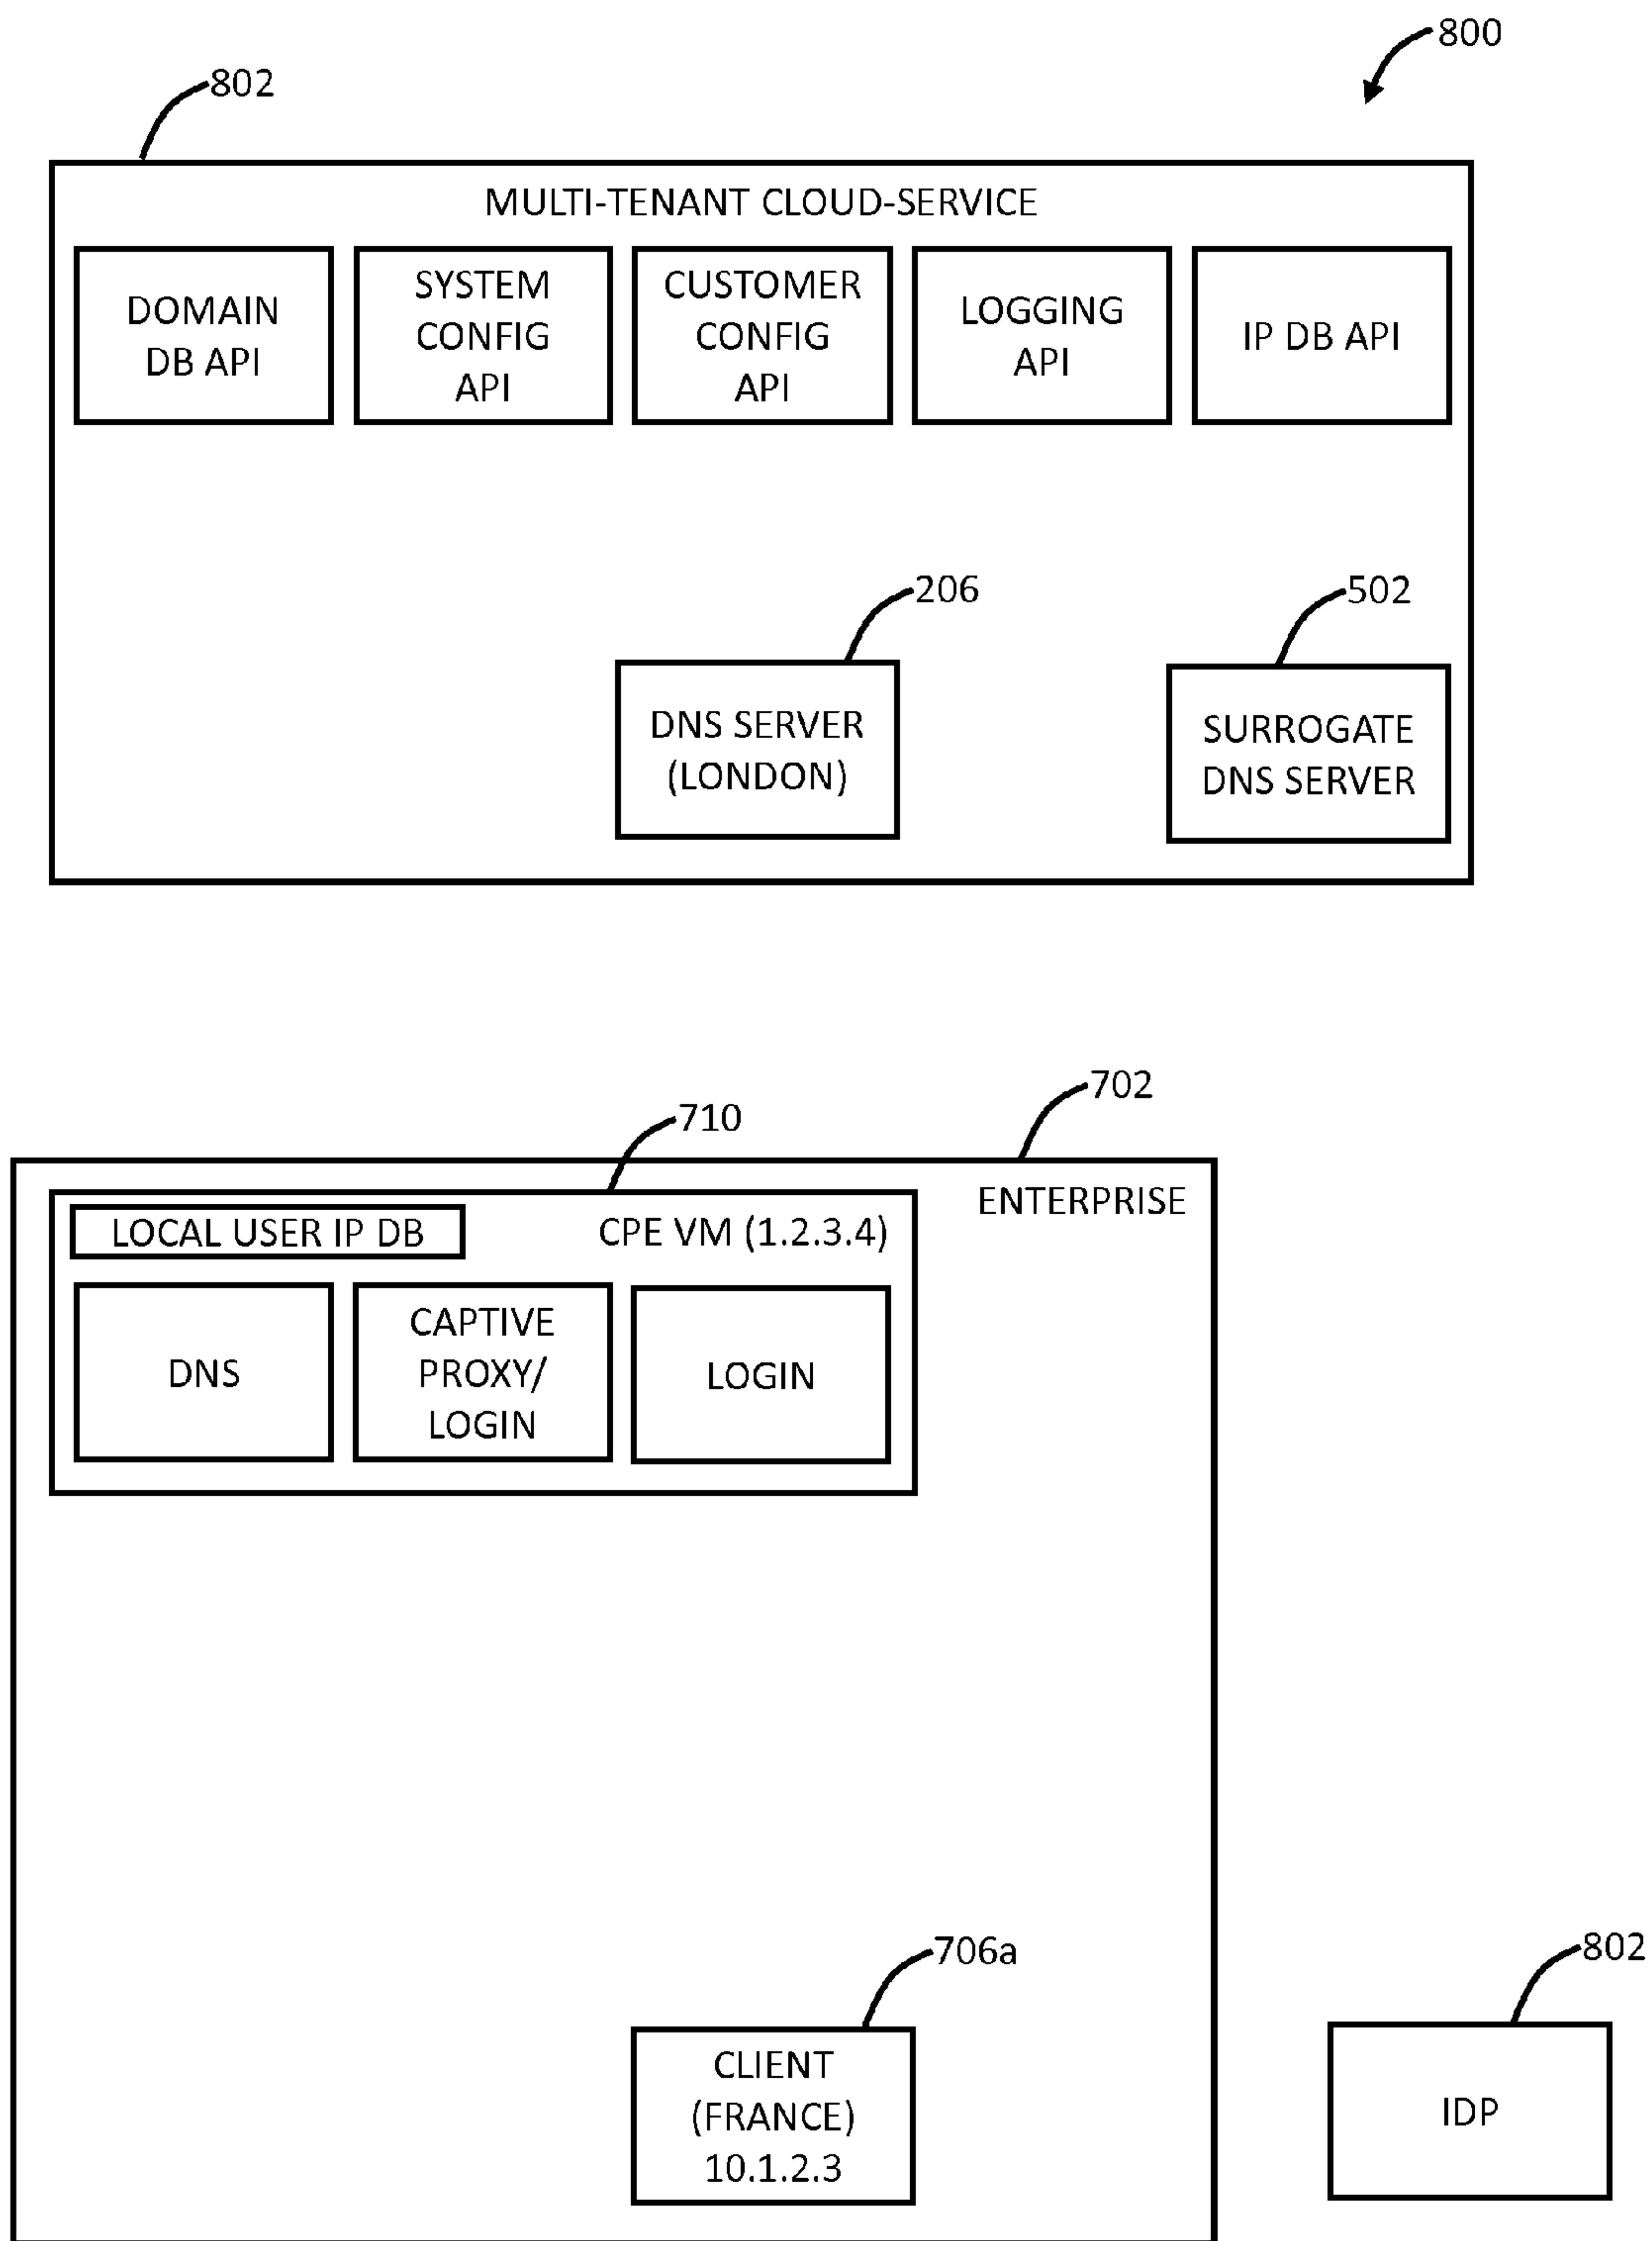 800
802
MULTI-TENANT CLOUD-SERVICE
DOMAIN
DB API
SYSTEM
CONFIG
API
CUSTOMER
CONFIG
API
LOGGING
API
IP DB API
206
502
DNS SERVER
(LONDON)
SURROGATE
DNS SERVER
702
710
ENTERPRISE
LOCAL USER IP DB
CPE VM (1.2.3.4)
DNS
CAPTIVE
PROXY/
LOGIN
LOGIN
706a
802
CLIENT
(FRANCE)
10.1.2.3
IDP